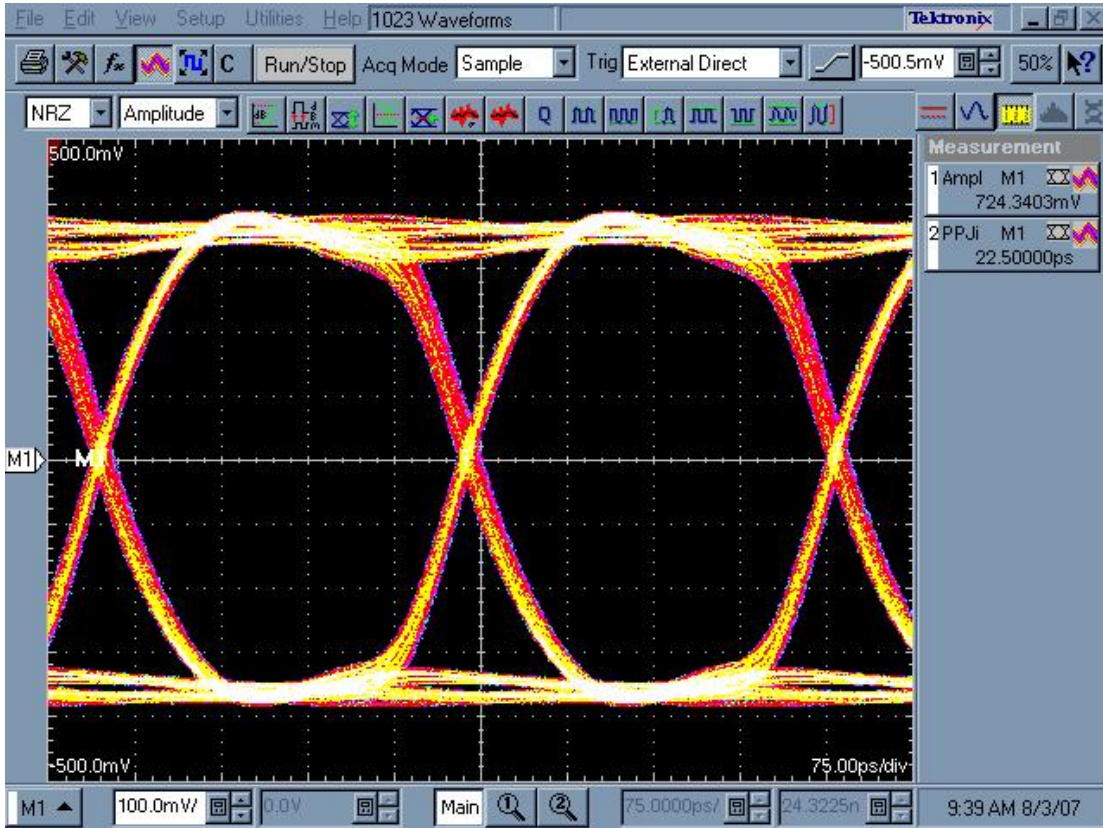 File Edit View Setup Utilities Help 1023 Waveforms Tektronix
C Run/Stop Acq Mode Sample Trig External Direct -500.5mV 50% ?
NRZ Amplitude Q
500.0mV
Measurement
1 Ampl M1
724.3403mV
2 PPJi M1
22.50000ps
M1
-500.0mV 75.00ps/div
M1 100.0mV/ 0.0V Main 1 2 75.0000ps/ 24.3225n 9:39 AM 8/3/07